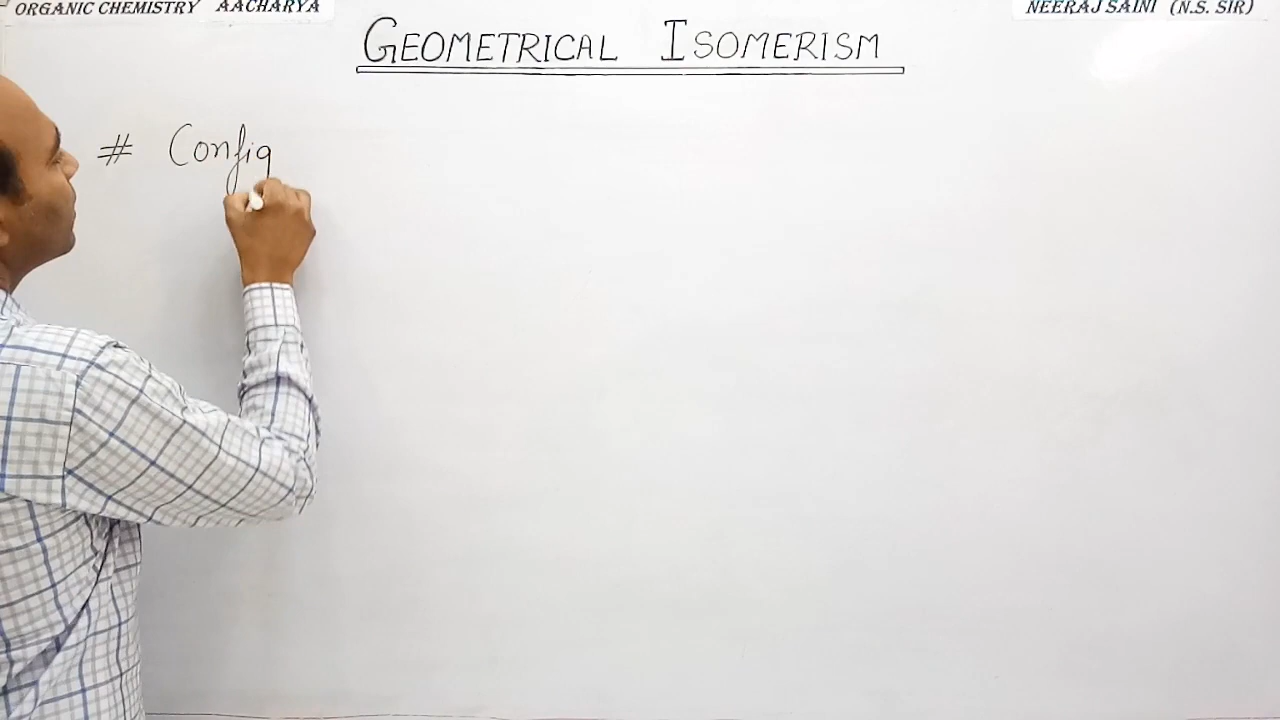 ORGANIC CHEMISTRY AACHARYA
NEERAJ SAINI (N.S. SIR)
GEOMETRICAL ISOMERISM
# Config